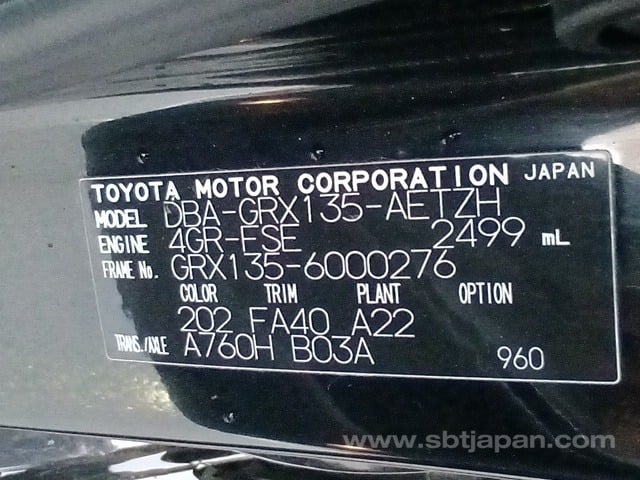 TOYOTA MOTOR CORPORATION JAPAN
MODEL DBA-GRX135-AETZH
ENGINE 4GR-FSE 2499 mL
FRAME No. GRX135-6000276
COLOR TRIM PLANT OPTION
202 FA40 A22
TRANS./AXLE A760H B03A 960
www.sbtjapan.com